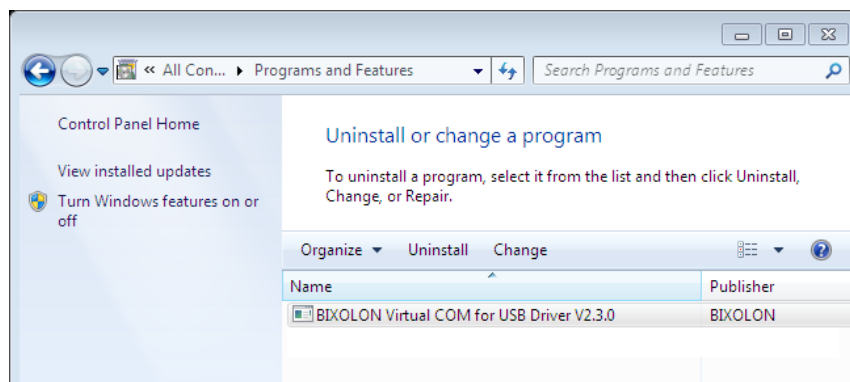 « All Con... Programs and Features
Search Programs and Features
Control Panel Home
View installed updates
Turn Windows features on or
off
Uninstall or change a program
To uninstall a program, select it from the list and then click Uninstall,
Change, or Repair.
Organize Uninstall Change
Name Publisher
BIXOLON Virtual COM for USB Driver V2.3.0 BIXOLON